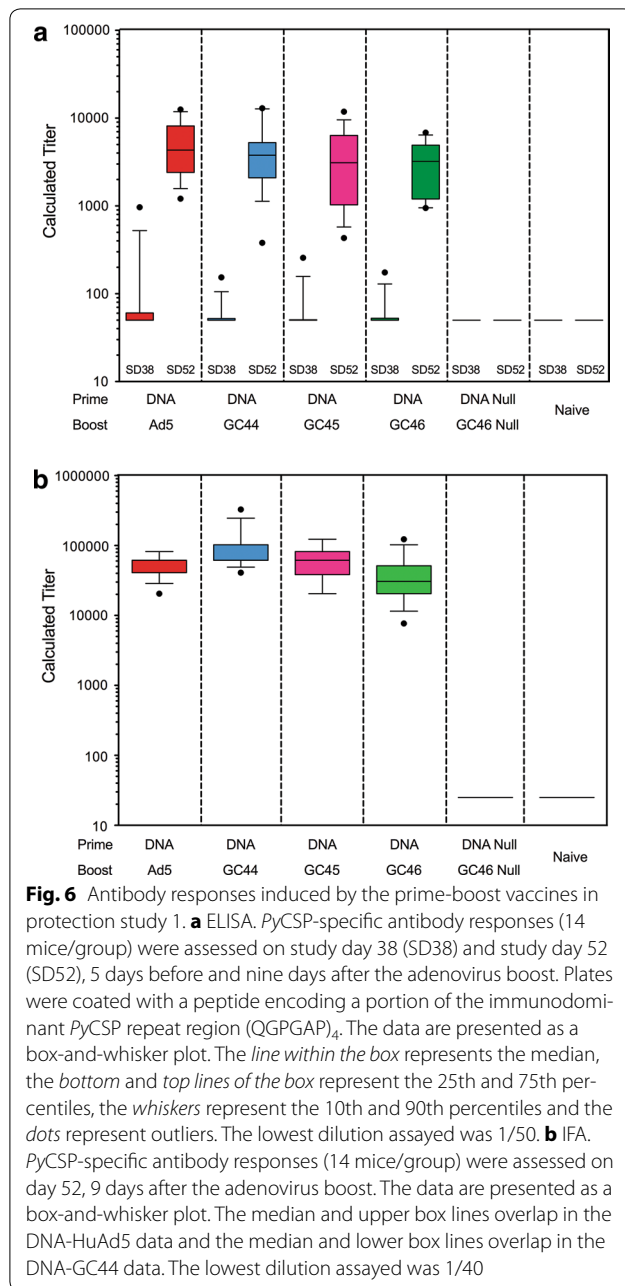 a
100000
10000
1000
100
10
Calculated Titer
SD38 SD52 SD38 SD52 SD38 SD52 SD38 SD52 SD38 SD52 SD38 SD52
Prime DNA DNA DNA DNA DNA Null Naive
Boost Ad5 GC44 GC45 GC46 GC46 Null
b
1000000
100000
10000
1000
100
10
Calculated Titer
Prime DNA DNA DNA DNA DNA Null Naive
Boost Ad5 GC44 GC45 GC46 GC46 Null
Fig. 6 Antibody responses induced by the prime-boost vaccines in
protection study 1. a ELISA. PyCSP-specific antibody responses (14
mice/group) were assessed on study day 38 (SD38) and study day 52
(SD52), 5 days before and nine days after the adenovirus boost. Plates
were coated with a peptide encoding a portion of the immunodomi-
nant PyCSP repeat region (QGPGAP)₄. The data are presented as a
box-and-whisker plot. The line within the box represents the median,
the bottom and top lines of the box represent the 25th and 75th per-
centiles, the whiskers represent the 10th and 90th percentiles and the
dots represent outliers. The lowest dilution assayed was 1/50. b IFA.
PyCSP-specific antibody responses (14 mice/group) were assessed on
day 52, 9 days after the adenovirus boost. The data are presented as a
box-and-whisker plot. The median and upper box lines overlap in the
DNA-HuAd5 data and the median and lower box lines overlap in the
DNA-GC44 data. The lowest dilution assayed was 1/40